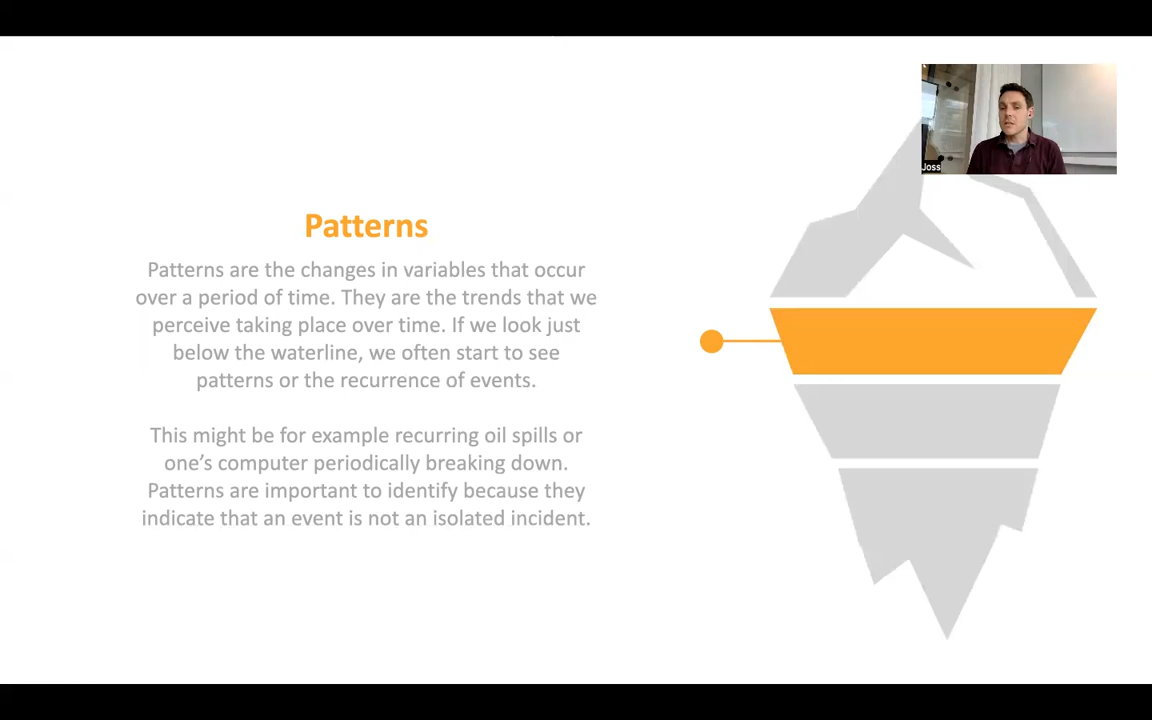 Joss
Patterns
Patterns are the changes in variables that occur
over a period of time. They are the trends that we
perceive taking place over time. If we look just
below the waterline, we often start to see
patterns or the recurrence of events.
This might be for example recurring oil spills or
one’s computer periodically breaking down.
Patterns are important to identify because they
indicate that an event is not an isolated incident.